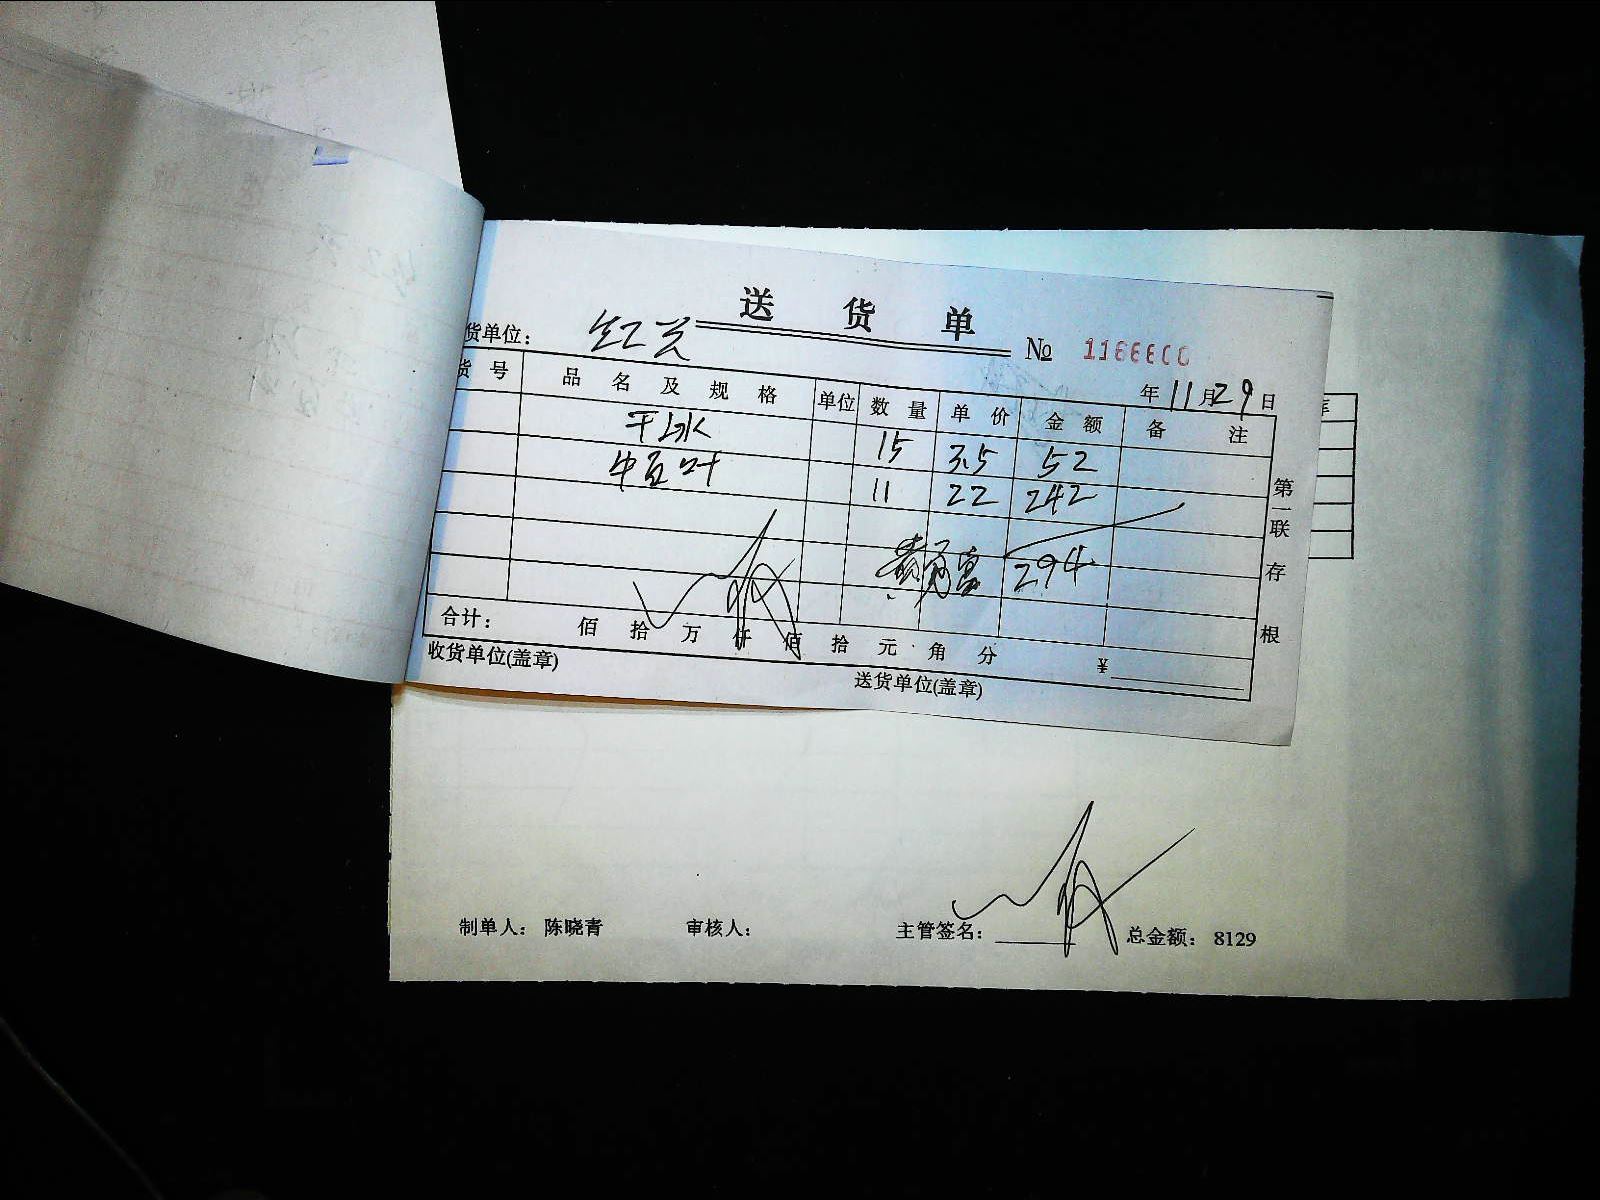 送 货 单
货单位： 红兴 № 1166600
年 11 月 29 日
货 号 品 名 及 规 格 单位 数 量 单 价 金 额 备 注
干冰 15 3.5 52
牛百叶 11 22 242
294
合计： 佰 拾 万 仟 佰 拾 元 角 分 ¥
收货单位(盖章) 送货单位(盖章)
第一联 存根
制单人： 陈晓青 审核人： 主管签名： 总金额： 8129